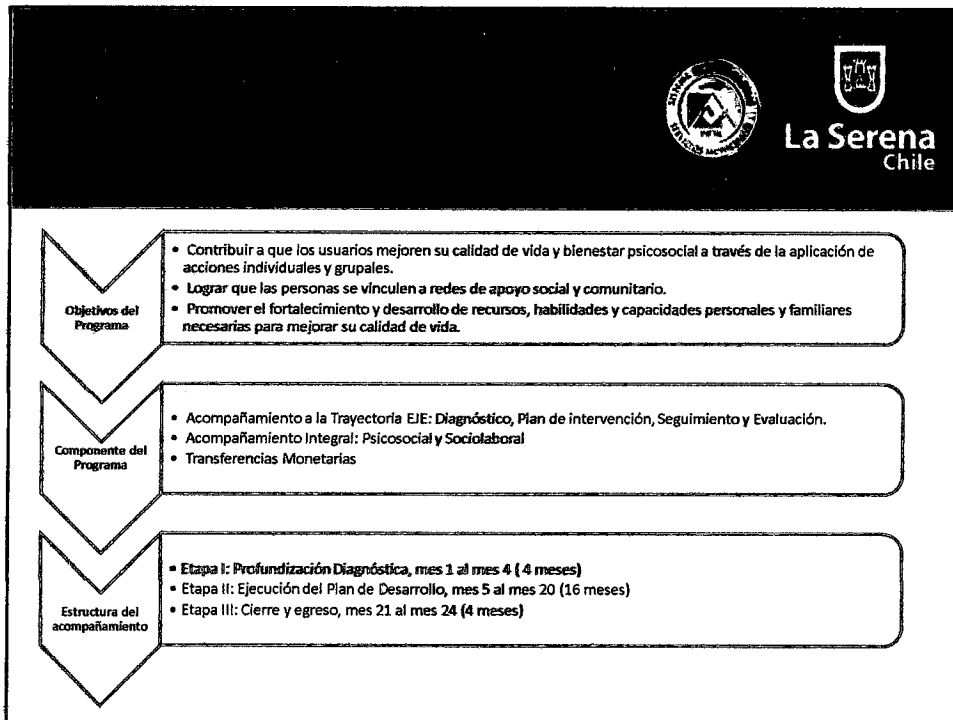 La Serena
Chile
Objetivos del
Programa
• Contribuir a que los usuarios mejoren su calidad de vida y bienestar psicosocial a través de la aplicación de
acciones individuales y grupales.
• Lograr que las personas se vinculen a redes de apoyo social y comunitario.
• Promover el fortalecimiento y desarrollo de recursos, habilidades y capacidades personales y familiares
necesarias para mejorar su calidad de vida.
Componente del
Programa
• Acompañamiento a la Trayectoria EJE: Diagnóstico, Plan de intervención, Seguimiento y Evaluación.
• Acompañamiento Integral: Psicosocial y Sociolaboral
• Transferencias Monetarias
Estructura del
acompañamiento
• Etapa I: Profundización Diagnóstica, mes 1 al mes 4 ( 4 meses)
• Etapa II: Ejecución del Plan de Desarrollo, mes 5 al mes 20 (16 meses)
• Etapa III: Cierre y egreso, mes 21 al mes 24 (4 meses)